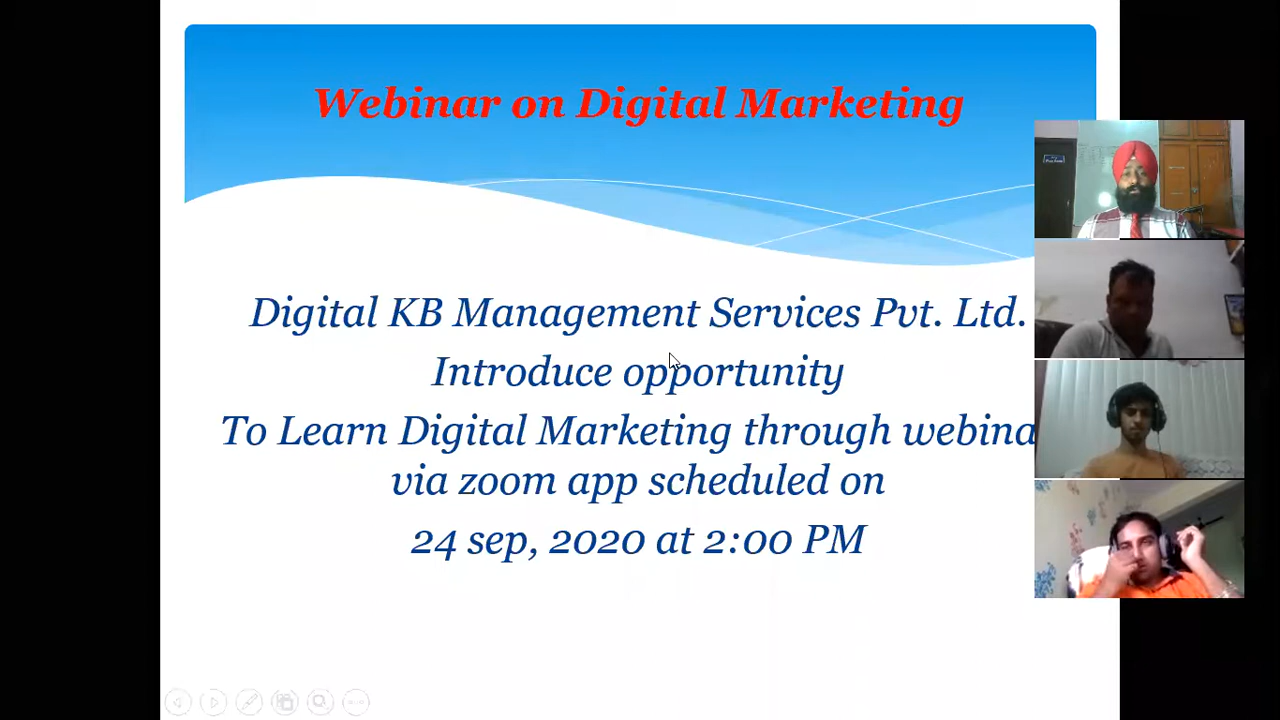 Webinar on Digital Marketing
Digital KB Management Services Pvt. Ltd.
Introduce opportunity
To Learn Digital Marketing through webina
via zoom app scheduled on
24 sep, 2020 at 2:00 PM